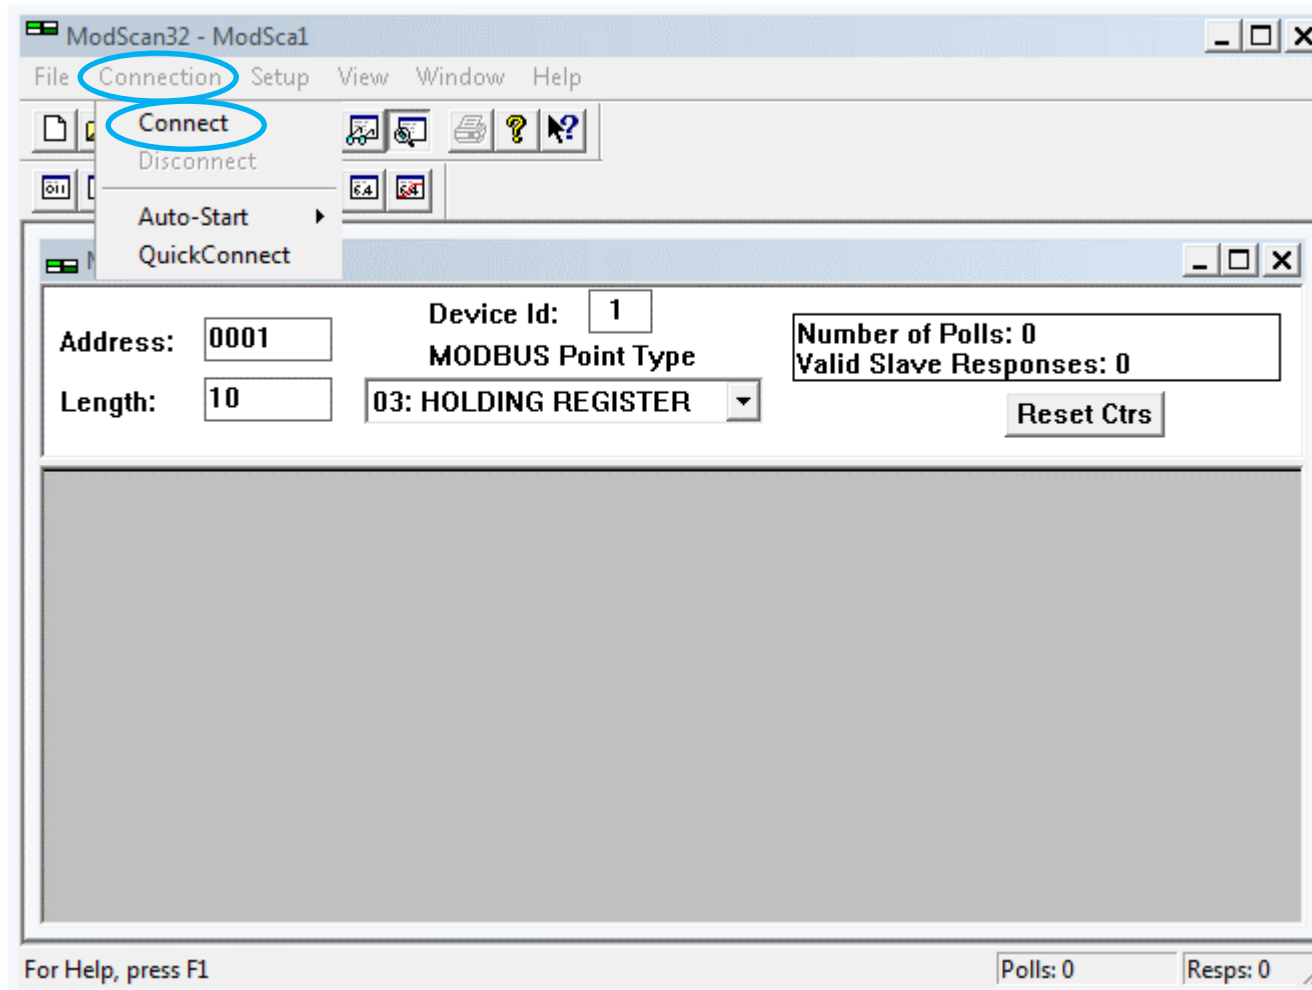 ModScan32 - ModSca1
File Connection Setup View Window Help
Connect
Disconnect
Auto-Start
QuickConnect
Address: 0001
Device Id: 1
MODBUS Point Type
Length: 10
03: HOLDING REGISTER
Number of Polls: 0
Valid Slave Responses: 0
Reset Ctrs
For Help, press F1
Polls: 0
Resps: 0